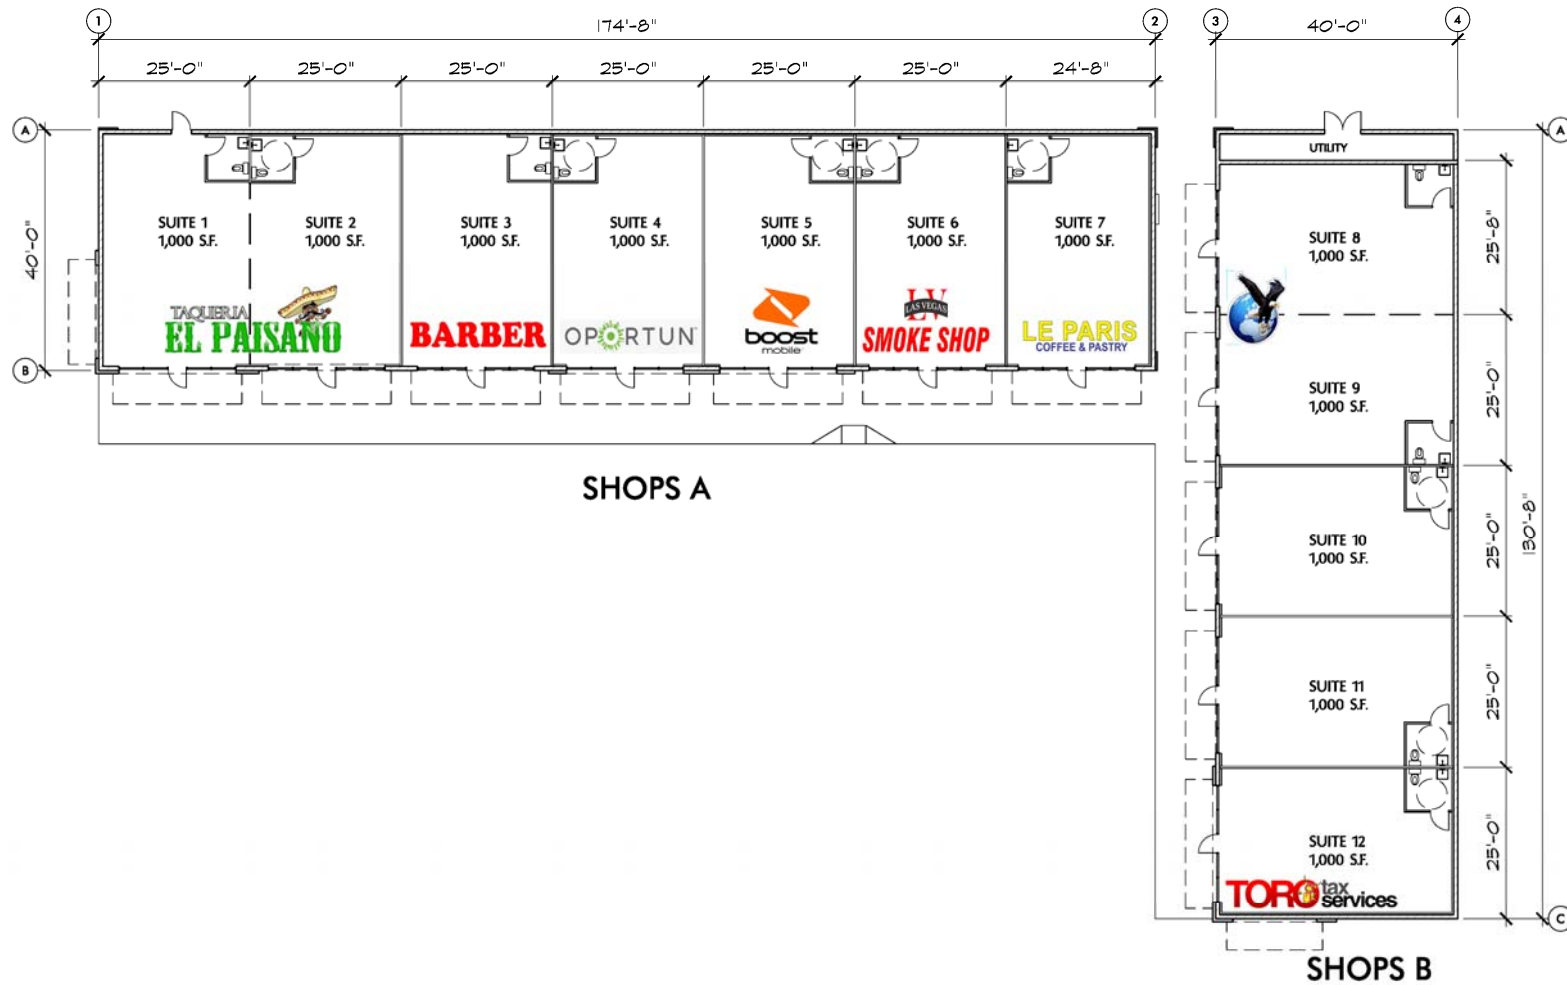 1
174'-8"
2
3
40'-0"
4
25'-0"
25'-0"
25'-0"
25'-0"
25'-0"
25'-0"
24'-8"
A
A
UTILITY
40'-0"
SUITE 1
1,000 S.F.
SUITE 2
1,000 S.F.
SUITE 3
1,000 S.F.
SUITE 4
1,000 S.F.
SUITE 5
1,000 S.F.
SUITE 6
1,000 S.F.
SUITE 7
1,000 S.F.
SUITE 8
1,000 S.F.
25'-8"
TAQUERIA
EL PAISANO
BARBER
OPORTUN
boost
mobile
LV
LAS VEGAS
SMOKE SHOP
LE PARIS
COFFEE & PASTRY
B
SUITE 9
1,000 S.F.
25'-0"
SHOPS A
SUITE 10
1,000 S.F.
25'-0"
130'-8"
SUITE 11
1,000 S.F.
25'-0"
SUITE 12
1,000 S.F.
25'-0"
TORO tax
services
C
SHOPS B